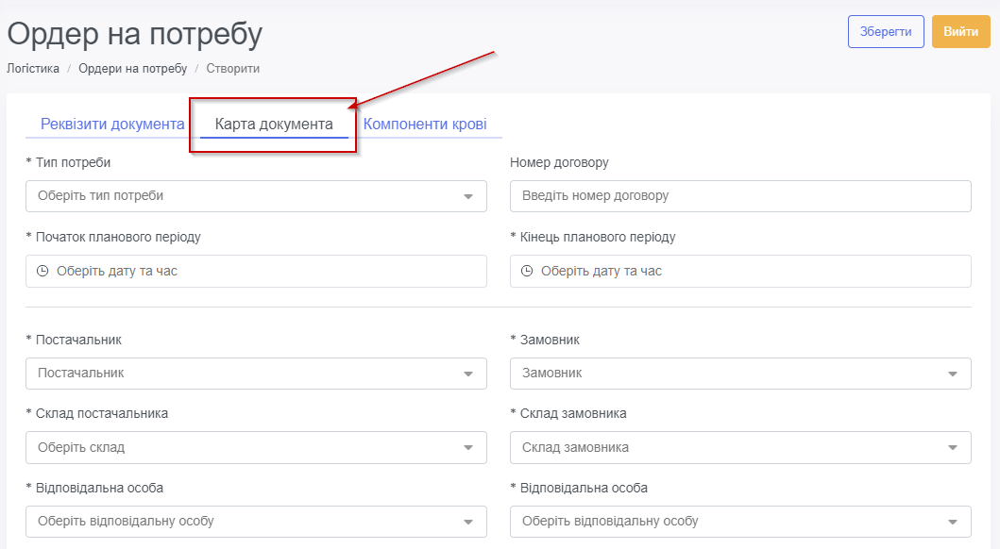 Ордер на потребу
Зберегти Вийти
Логістика / Ордери на потребу / Створити
Реквізити документа Карта документа Компоненти крові
* Тип потреби Номер договору
Оберіть тип потреби Введіть номер договору
* Початок планового періоду * Кінець планового періоду
Оберіть дату та час Оберіть дату та час
* Постачальник * Замовник
Постачальник Замовник
* Склад постачальника * Склад замовника
Оберіть склад Склад замовника
* Відповідальна особа * Відповідальна особа
Оберіть відповідальну особу Оберіть відповідальну особу